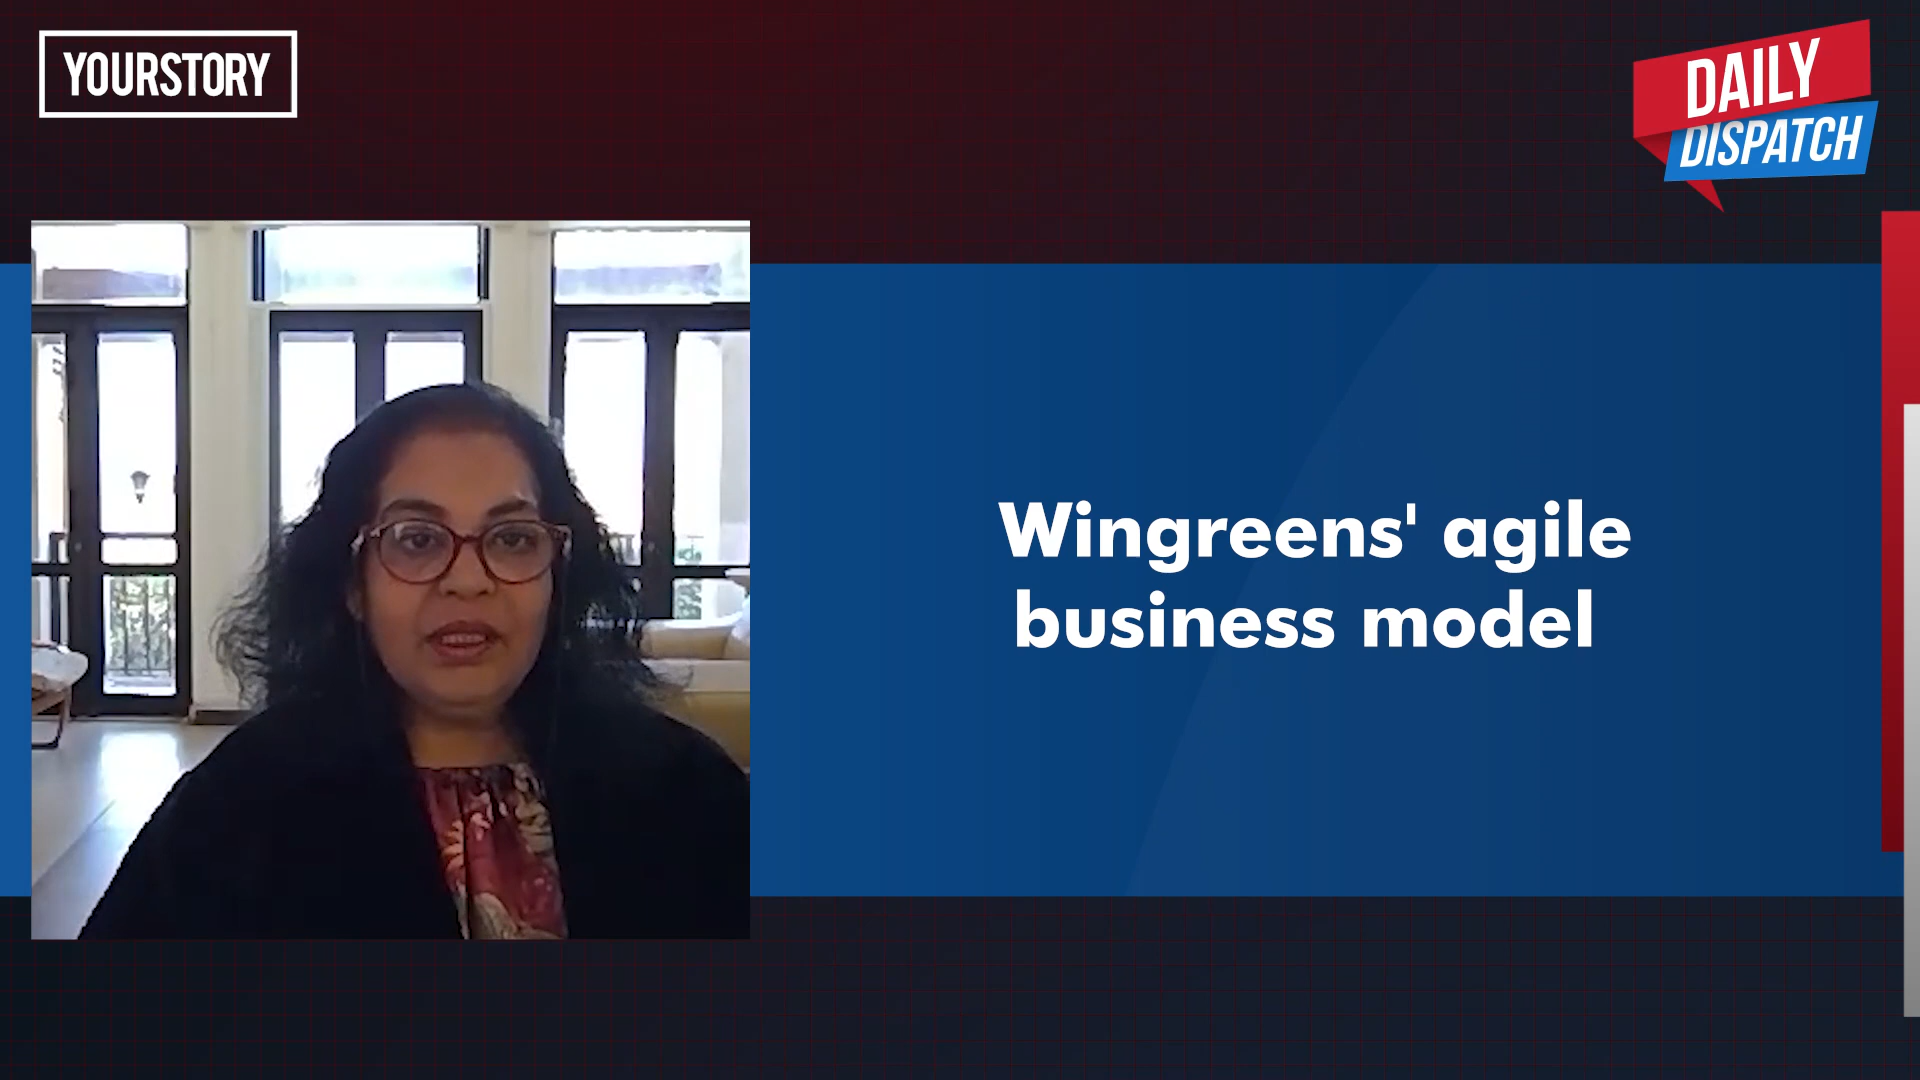 YOURSTORY
DAILY
DISPATCH
Wingreens' agile
business model